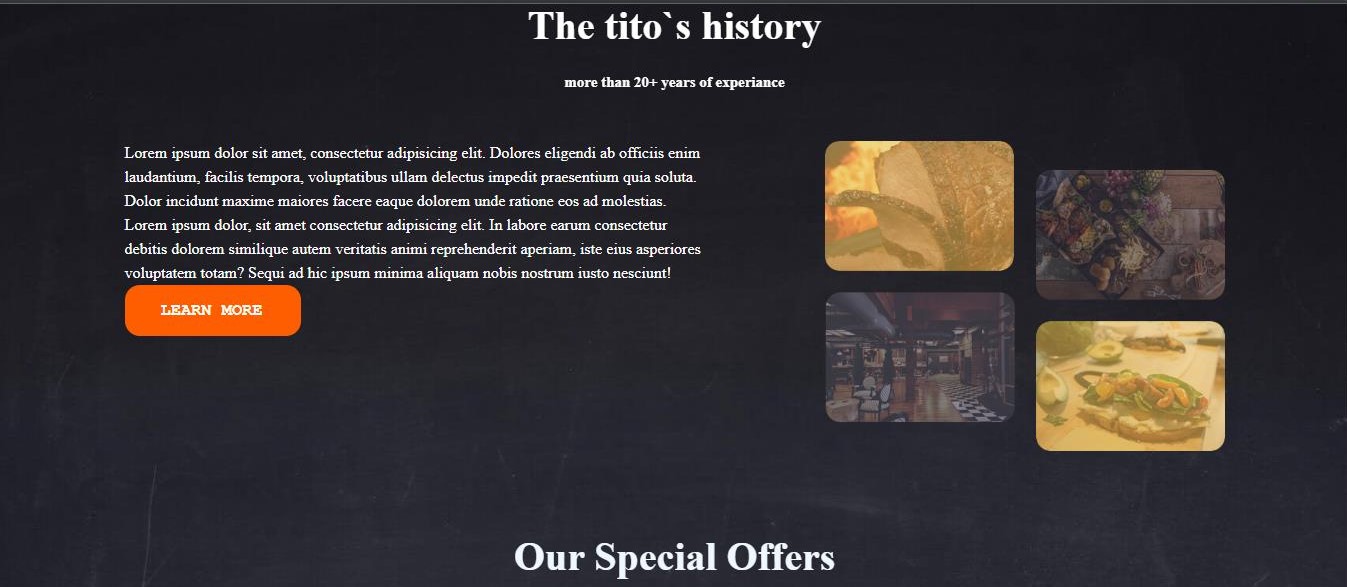 The tito`s history
more than 20+ years of experiance
Lorem ipsum dolor sit amet, consectetur adipisicing elit. Dolores eligendi ab officiis enim
laudantium, facilis tempora, voluptatibus ullam delectus impedit praesentium quia soluta.
Dolor incidunt maxime maiores facere eaque dolorem unde ratione eos ad molestias.
Lorem ipsum dolor, sit amet consectetur adipisicing elit. In labore earum consectetur
debitis dolorem similique autem veritatis animi reprehenderit aperiam, iste eius asperiores
voluptatem totam? Sequi ad hic ipsum minima aliquam nobis nostrum iusto nesciunt!
LEARN MORE
Our Special Offers